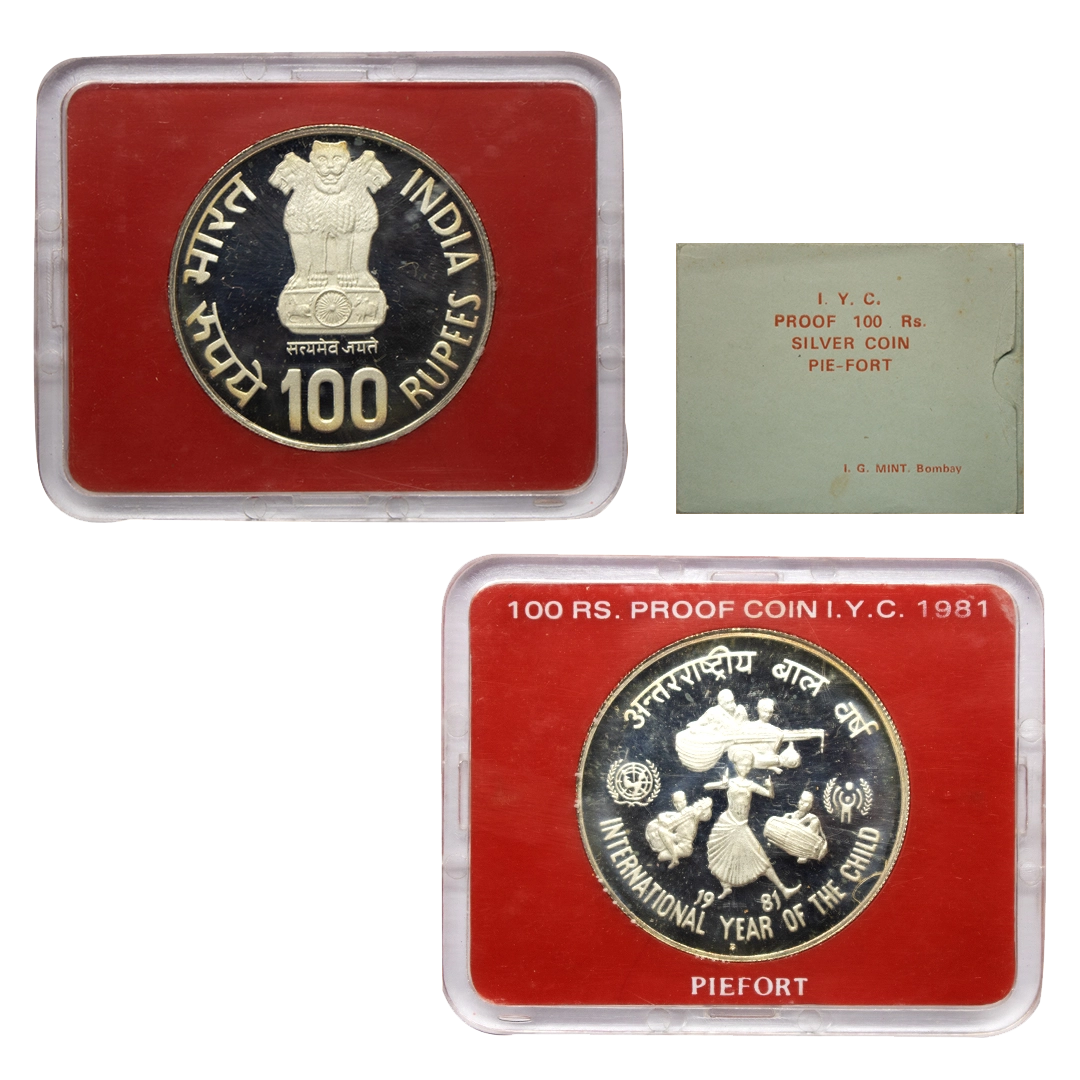 भारत
INDIA
रुपये
RUPEES
सत्यमेव जयते
100
I. Y. C.
PROOF 100 Rs.
SILVER COIN
PIE-FORT
I. G. MINT. Bombay
100 RS. PROOF COIN I.Y.C. 1981
अन्तरराष्ट्रीय बाल वर्ष
19 81
INTERNATIONAL YEAR OF THE CHILD
PIEFORT